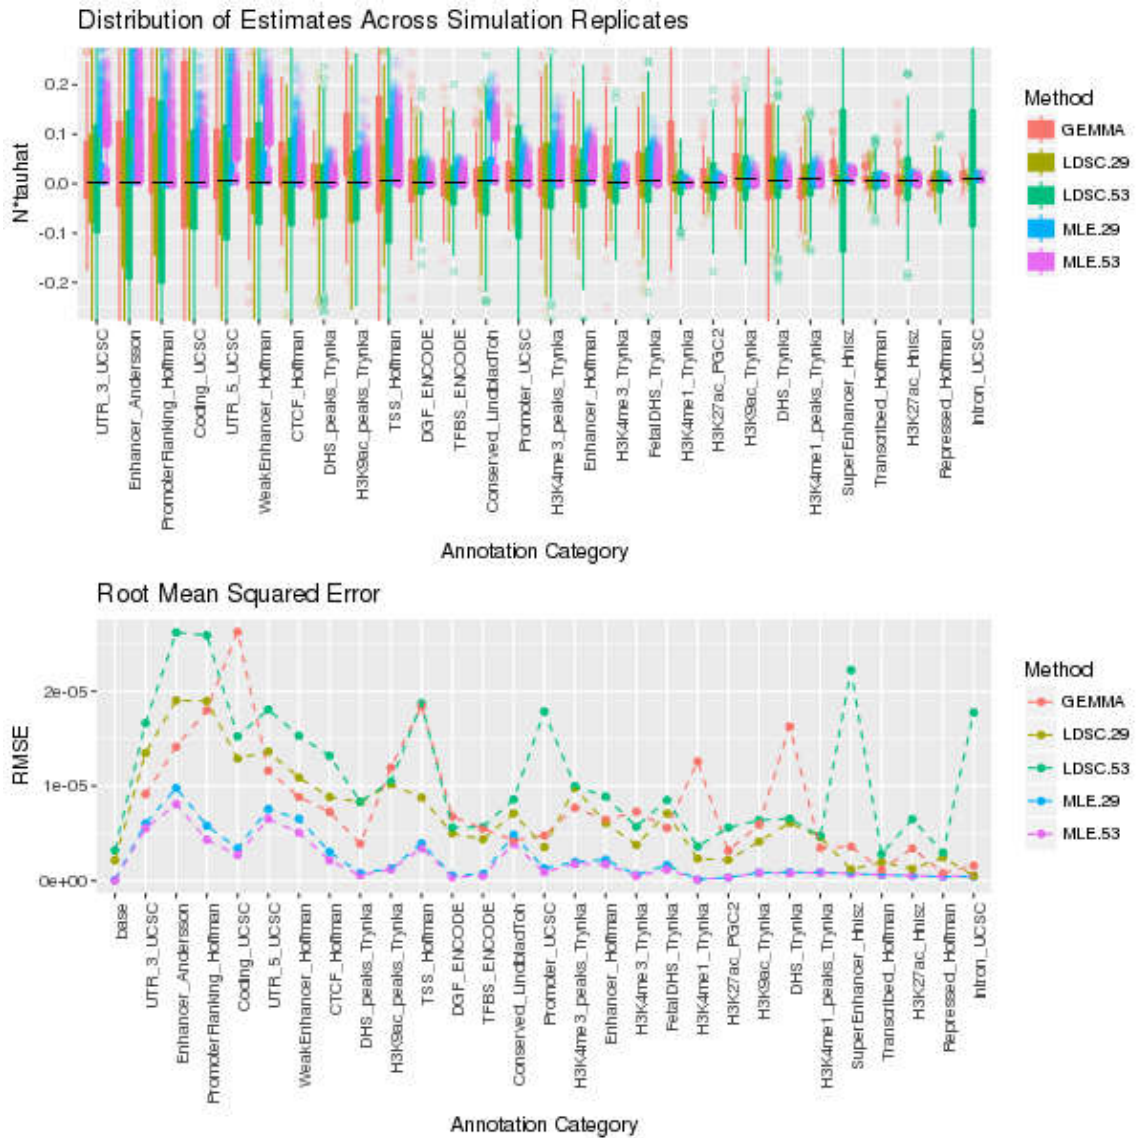 Distribution of Estimates Across Simulation Replicates
N*tauhat
0.2
0.1
0.0
-0.1
-0.2
UTR_3_UCSC
Enhancer_Andersson
PromoterFlanking_Hoffman
Coding_UCSC
UTR_5_UCSC
WeakEnhancer_Hoffman
CTCF_Hoffman
DHS_peaks_Trynka
H3K9ac_peaks_Trynka
TSS_Hoffman
DGF_ENCODE
TFBS_ENCODE
Conserved_LindbladToh
Promoter_UCSC
H3K4me3_peaks_Trynka
Enhancer_Hoffman
H3K4me3_Trynka
FetalDHS_Trynka
H3K4me1_Trynka
H3K27ac_PGC2
H3K9ac_Trynka
DHS_Trynka
H3K4me1_peaks_Trynka
SuperEnhancer_Hnisz
Transcribed_Hoffman
H3K27ac_Hnisz
Repressed_Hoffman
Intron_UCSC
Annotation Category
Method
GEMMA
LDSC.29
LDSC.53
MLE.29
MLE.53
Root Mean Squared Error
RMSE
2e-05
1e-05
0e+00
base
UTR_3_UCSC
Enhancer_Andersson
PromoterFlanking_Hoffman
Coding_UCSC
UTR_5_UCSC
WeakEnhancer_Hoffman
CTCF_Hoffman
DHS_peaks_Trynka
H3K9ac_peaks_Trynka
TSS_Hoffman
DGF_ENCODE
TFBS_ENCODE
Conserved_LindbladToh
Promoter_UCSC
H3K4me3_peaks_Trynka
Enhancer_Hoffman
H3K4me3_Trynka
FetalDHS_Trynka
H3K4me1_Trynka
H3K27ac_PGC2
H3K9ac_Trynka
DHS_Trynka
H3K4me1_peaks_Trynka
SuperEnhancer_Hnisz
Transcribed_Hoffman
H3K27ac_Hnisz
Repressed_Hoffman
Intron_UCSC
Annotation Category
Method
GEMMA
LDSC.29
LDSC.53
MLE.29
MLE.53